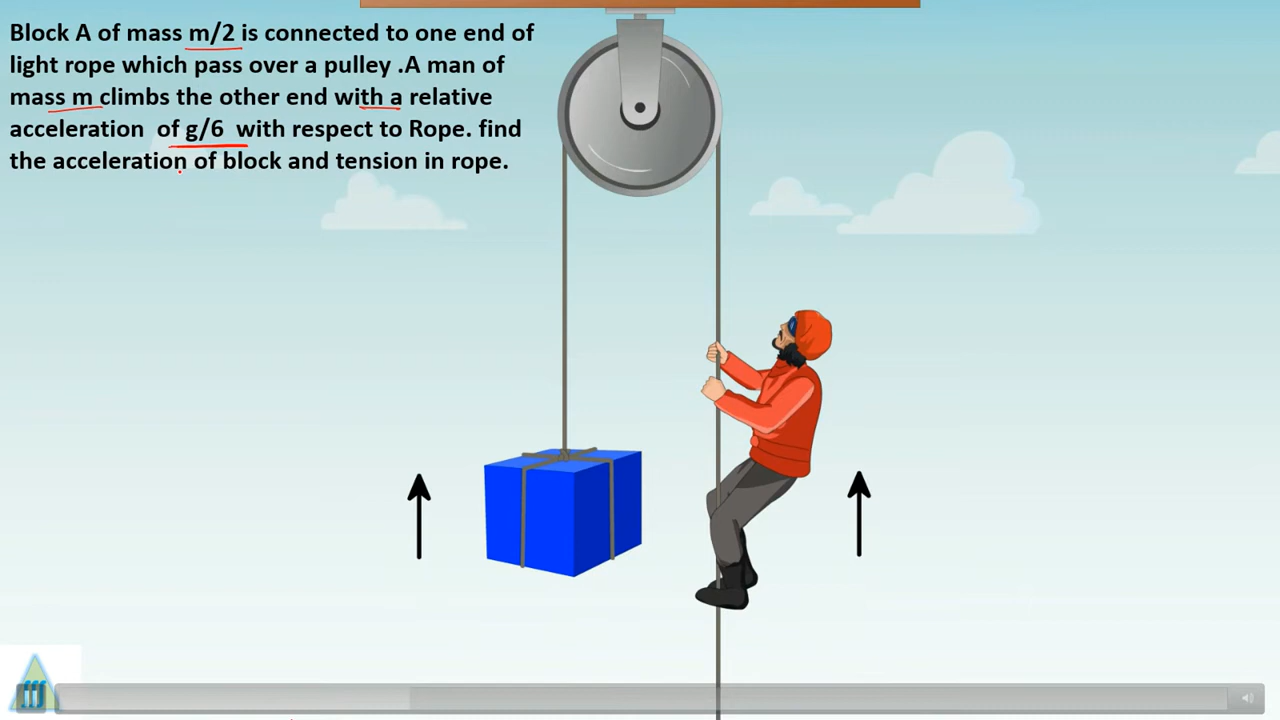 Block A of mass m/2 is connected to one end of
light rope which pass over a pulley .A man of
mass m climbs the other end with a relative
acceleration of g/6 with respect to Rope. find
the acceleration of block and tension in rope.
fff